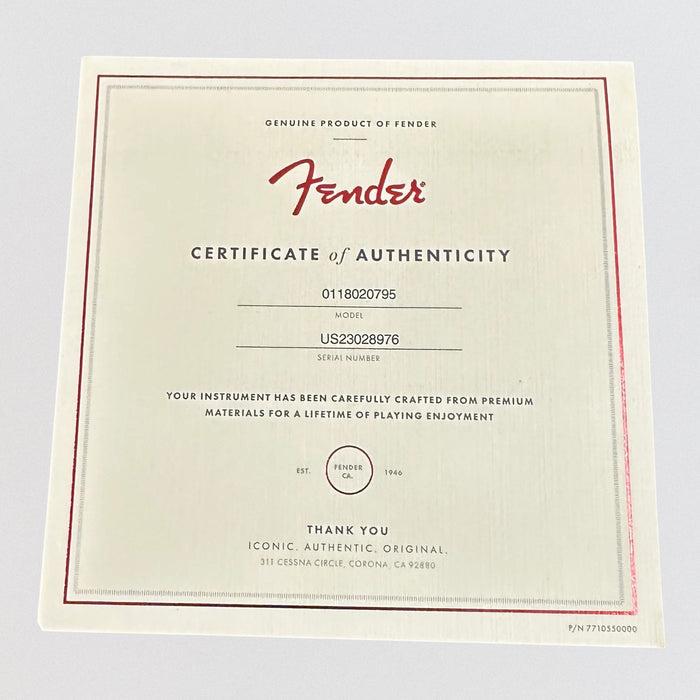 GENUINE PRODUCT OF FENDER
Fender®
CERTIFICATE of AUTHENTICITY
0118020795
MODEL
US23028976
SERIAL NUMBER
YOUR INSTRUMENT HAS BEEN CAREFULLY CRAFTED FROM PREMIUM
MATERIALS FOR A LIFETIME OF PLAYING ENJOYMENT
EST. FENDER CA. 1946
THANK YOU
ICONIC. AUTHENTIC. ORIGINAL.
311 CESSNA CIRCLE, CORONA, CA 92880
P/N 7710550000